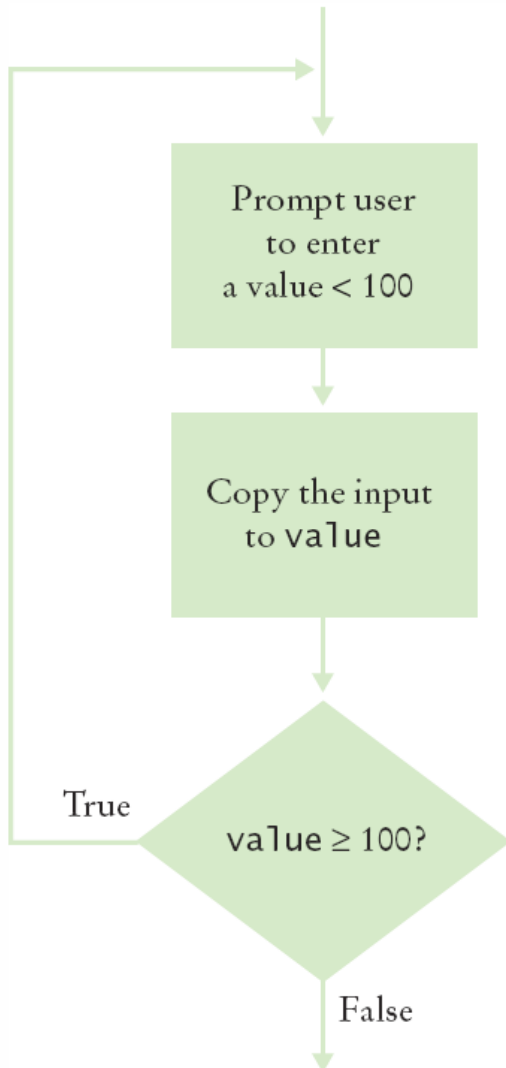 Prompt user
to enter
a value < 100
Copy the input
to value
True
value ≥ 100?
False